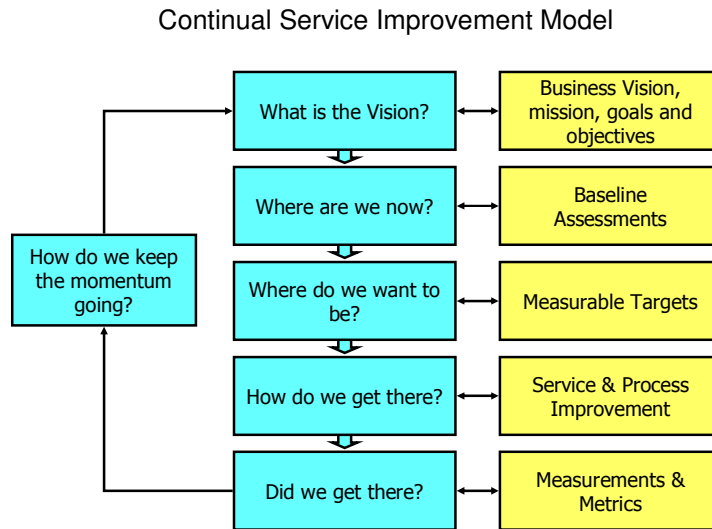 Continual Service Improvement Model
What is the Vision?
Business Vision,
mission, goals and
objectives
Where are we now?
Baseline
Assessments
How do we keep
the momentum
going?
Where do we want to
be?
Measurable Targets
How do we get there?
Service & Process
Improvement
Did we get there?
Measurements &
Metrics